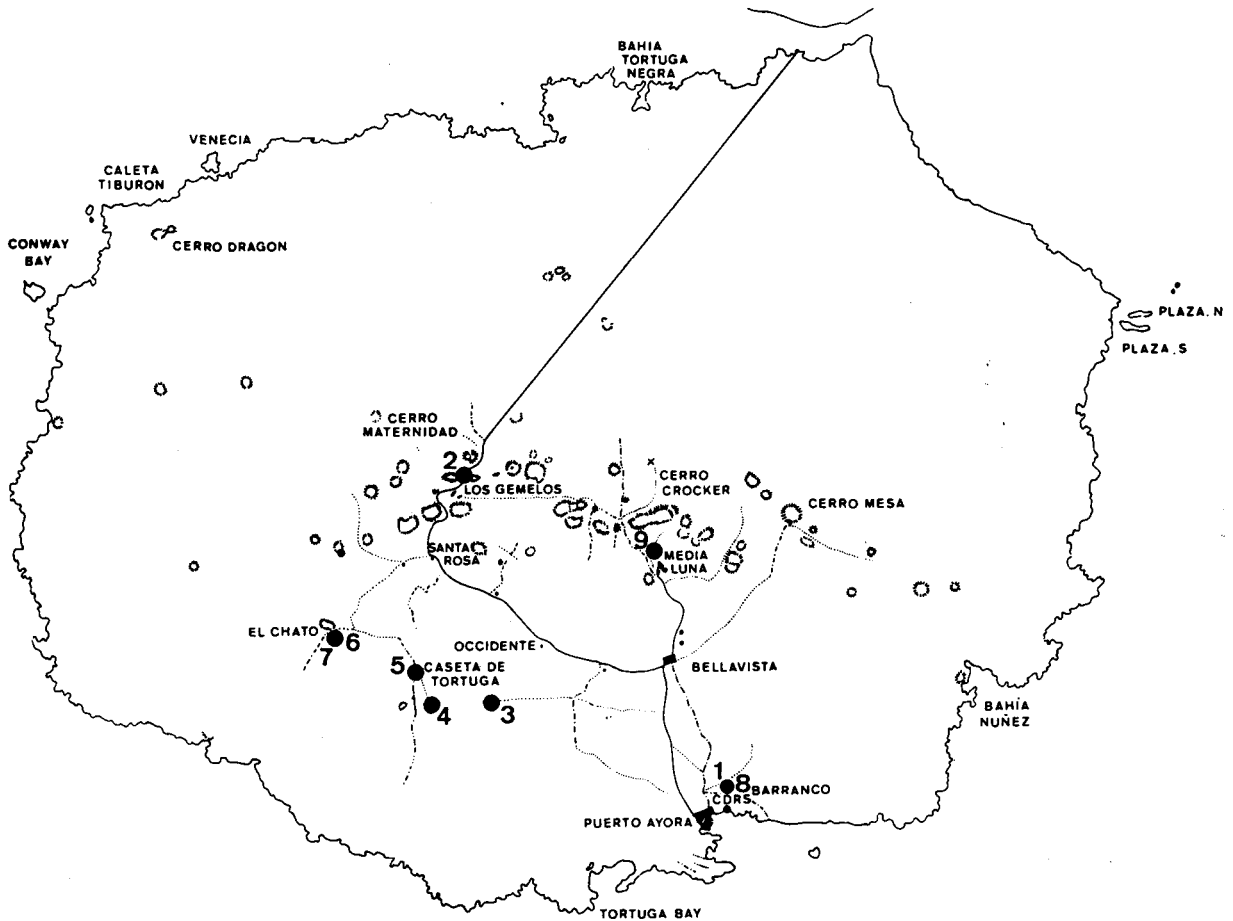 BAHIA
TORTUGA
NEGRA
VENECIA
CALETA
TIBURON
CONWAY
BAY
CERRO DRAGON
PLAZA. N
PLAZA. S
CERRO
MATERNIDAD
2
LOS GEMELOS
CERRO
CROCKER
CERRO MESA
SANTA
ROSA
9
MEDIA
LUNA
EL CHATO
6
7
OCCIDENTE
5
CASETA DE
TORTUGA
4
3
BELLAVISTA
BAHÍA
NUÑEZ
1
8
BARRANCO
CDRS
PUERTO AYORA
TORTUGA BAY